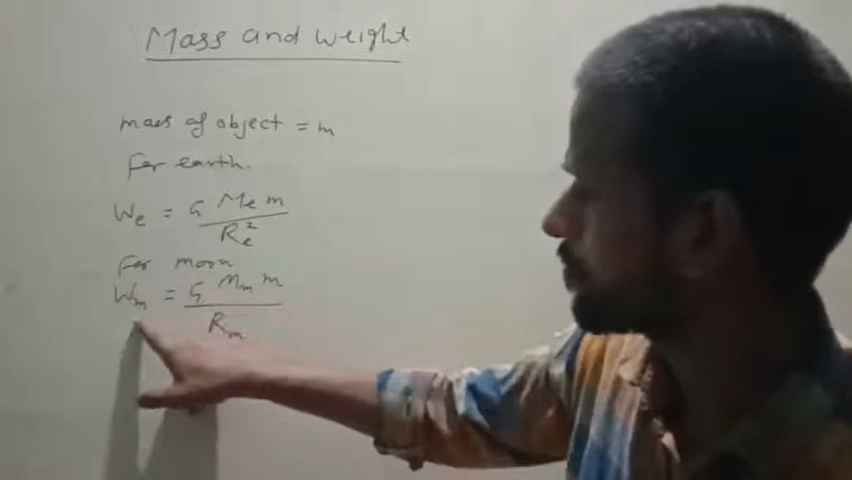 Mass and weight
mass of object = m
For earth.
We = G Me m / Re²
For moon
Wm = G Mm m / Rm